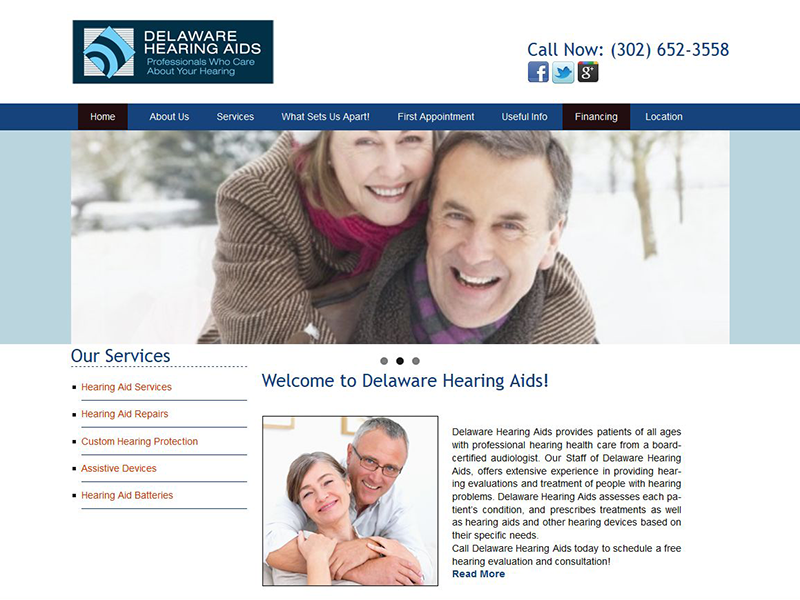 DELAWARE
HEARING AIDS
Professionals Who Care
About Your Hearing
Call Now: (302) 652-3558
f
g+
Home About Us Services What Sets Us Apart! First Appointment Useful Info Financing Location
Our Services
Hearing Aid Services
Hearing Aid Repairs
Custom Hearing Protection
Assistive Devices
Hearing Aid Batteries
Welcome to Delaware Hearing Aids!
Delaware Hearing Aids provides patients of all ages
with professional hearing health care from a board-
certified audiologist. Our Staff of Delaware Hearing
Aids, offers extensive experience in providing hear-
ing evaluations and treatment of people with hearing
problems. Delaware Hearing Aids assesses each pa-
tient's condition, and prescribes treatments as well
as hearing aids and other hearing devices based on
their specific needs.
Call Delaware Hearing Aids today to schedule a free
hearing evaluation and consultation!
Read More